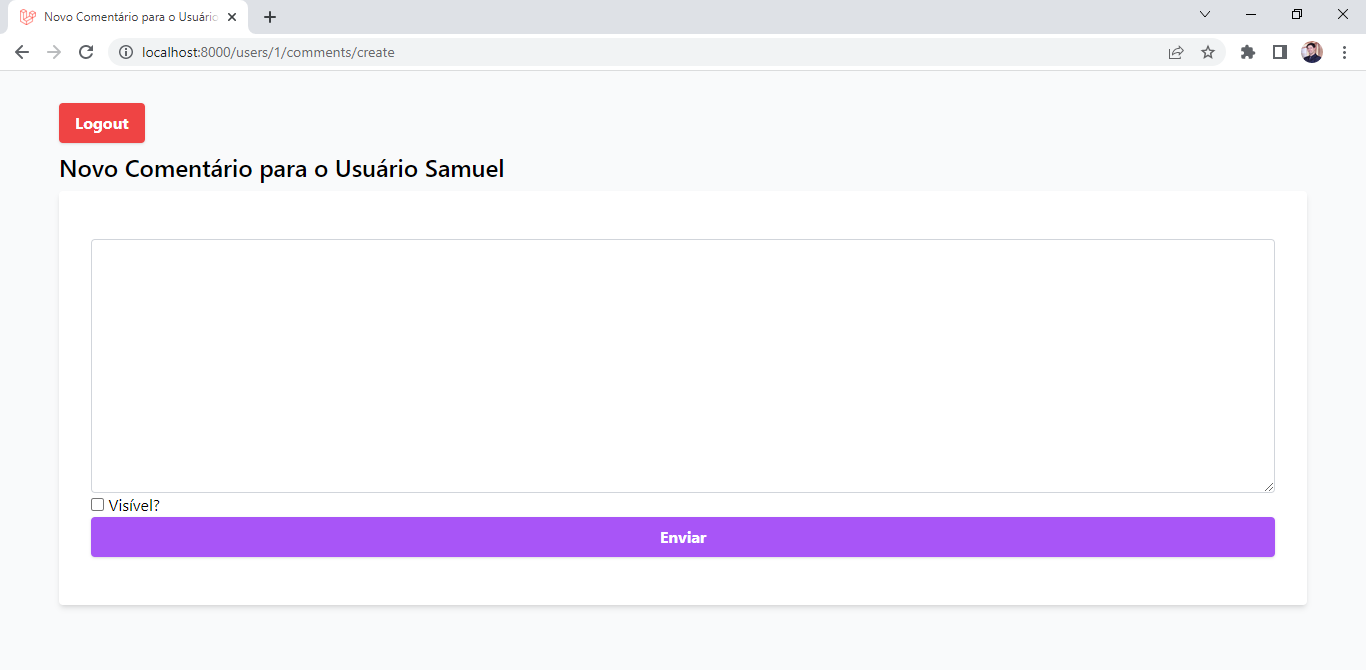 Novo Comentário para o Usuário
localhost:8000/users/1/comments/create
Logout
Novo Comentário para o Usuário Samuel
Visível?
Enviar